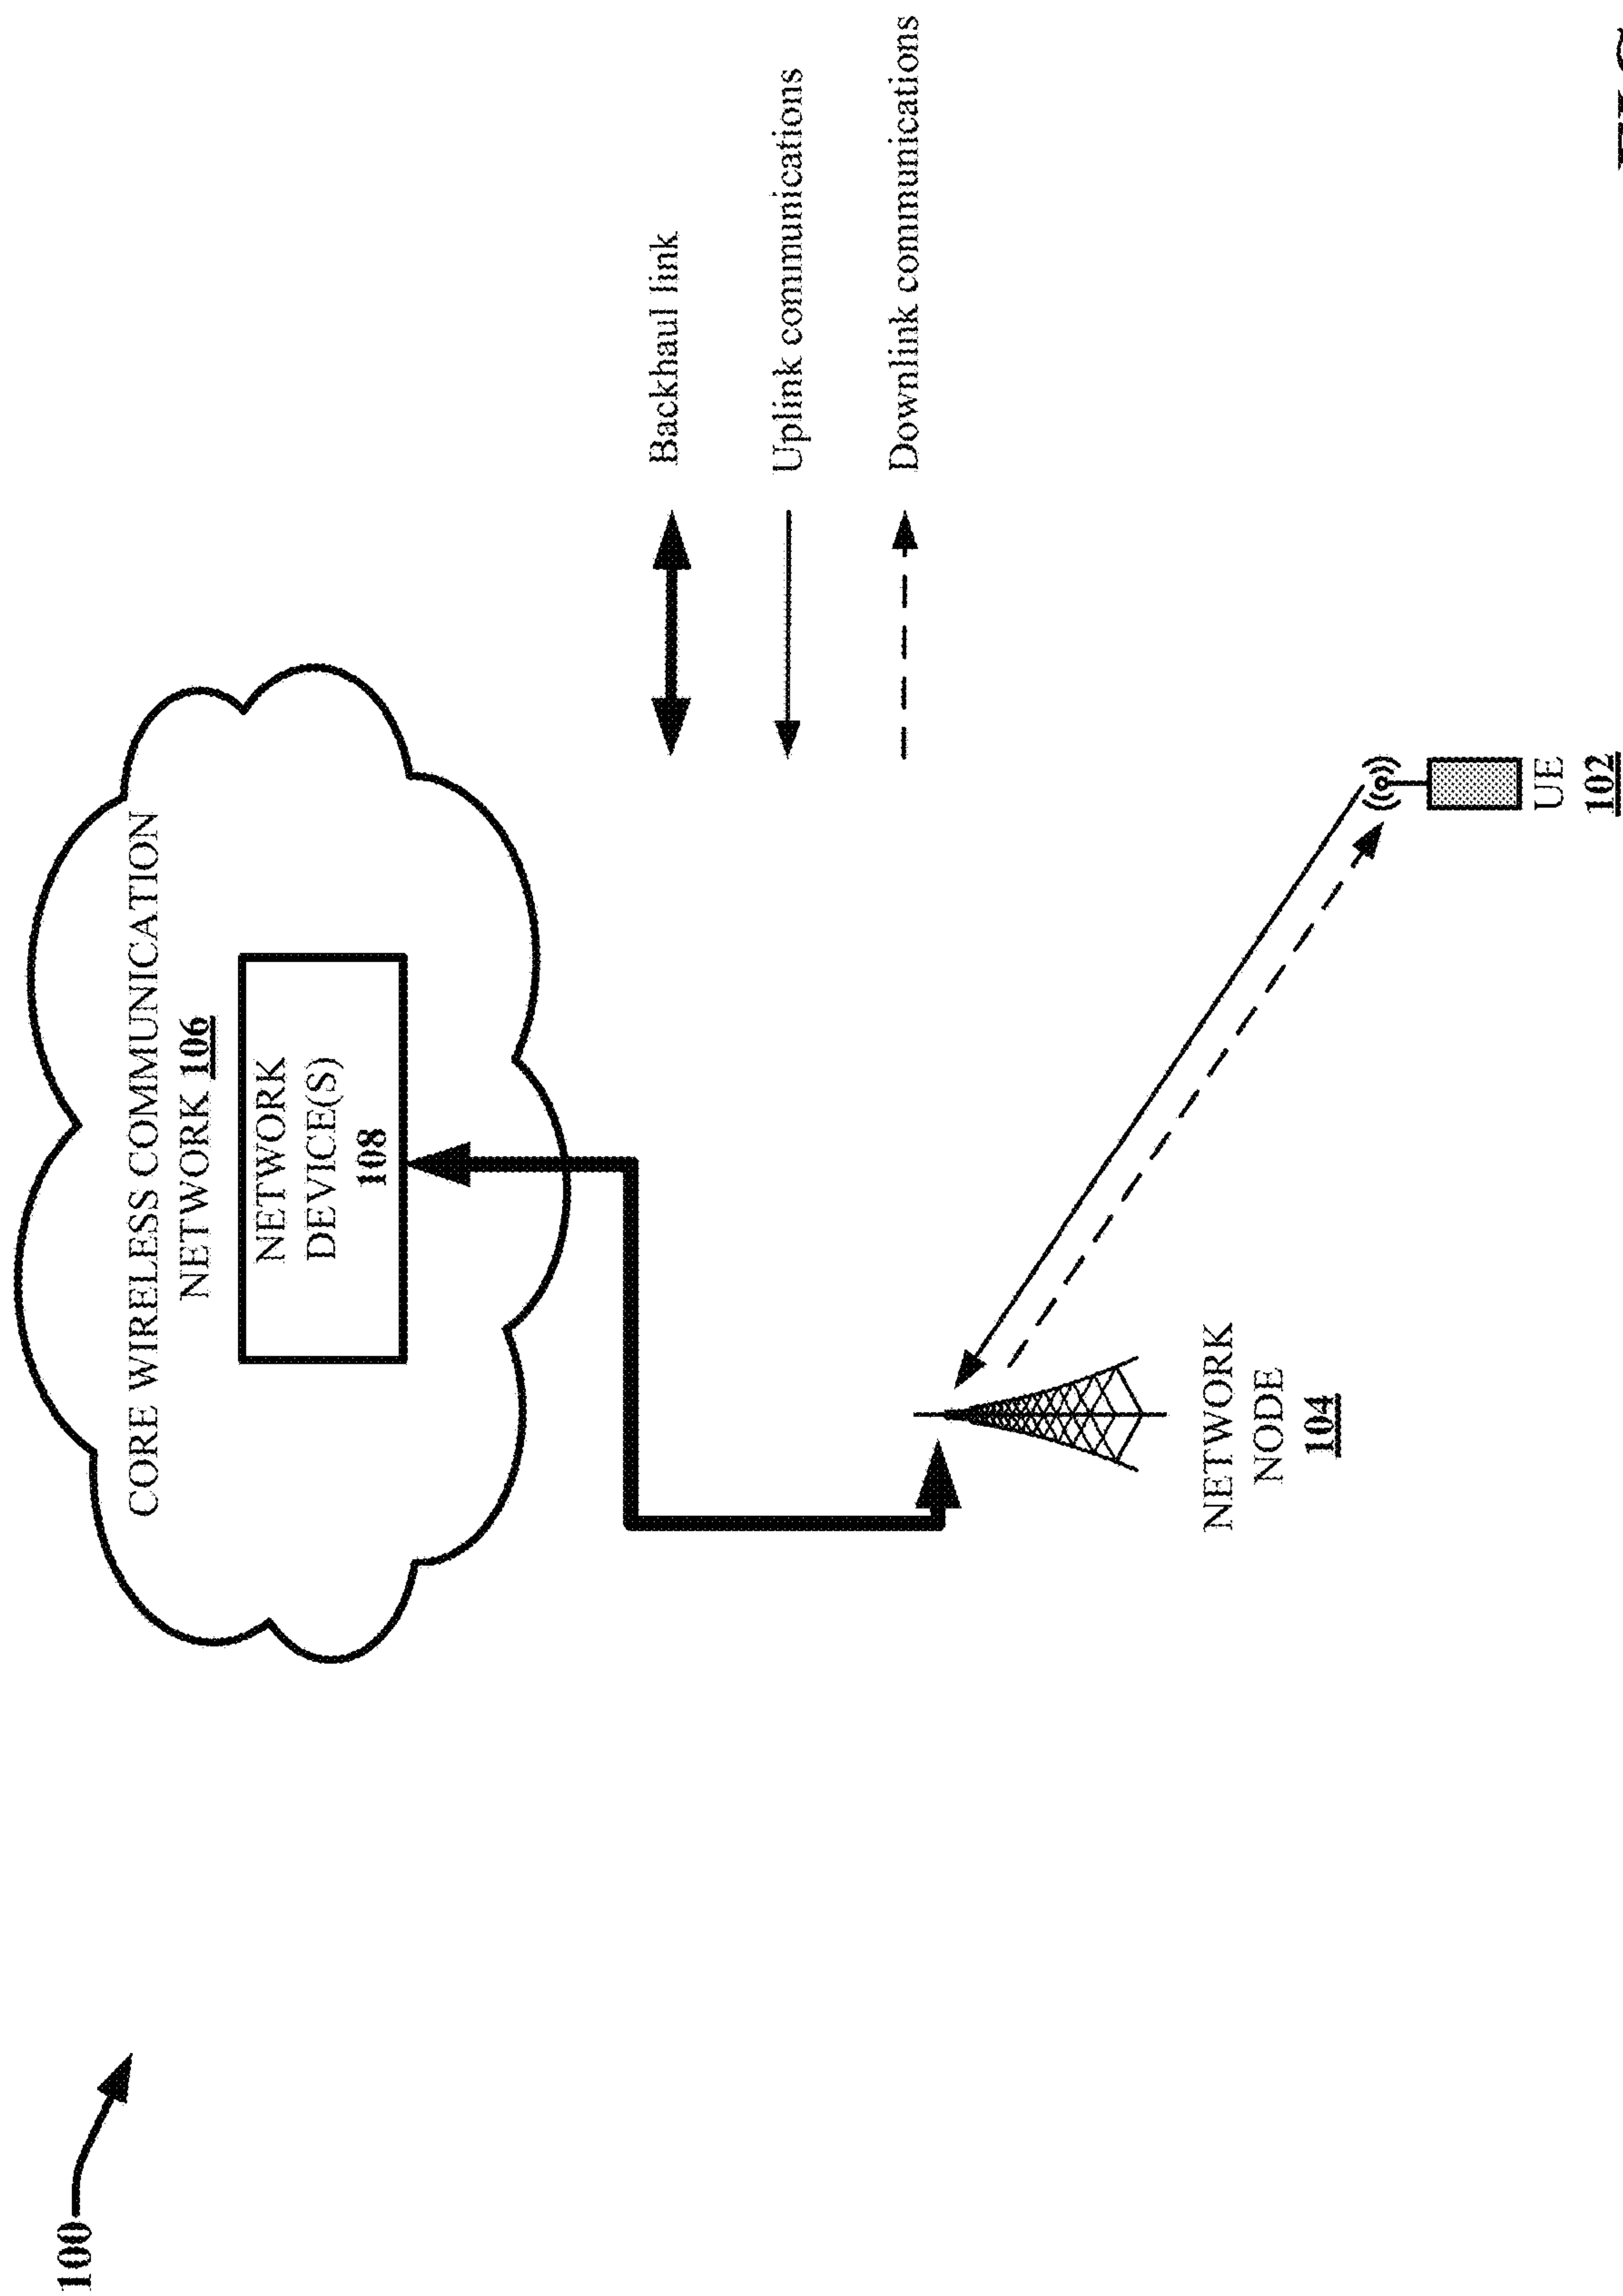 100
CORE WIRELESS COMMUNICATION
NETWORK 106
NETWORK
DEVICE(S)
108
Backhaul link
Uplink communications
Downlink communications
NETWORK
NODE
104
UE
102